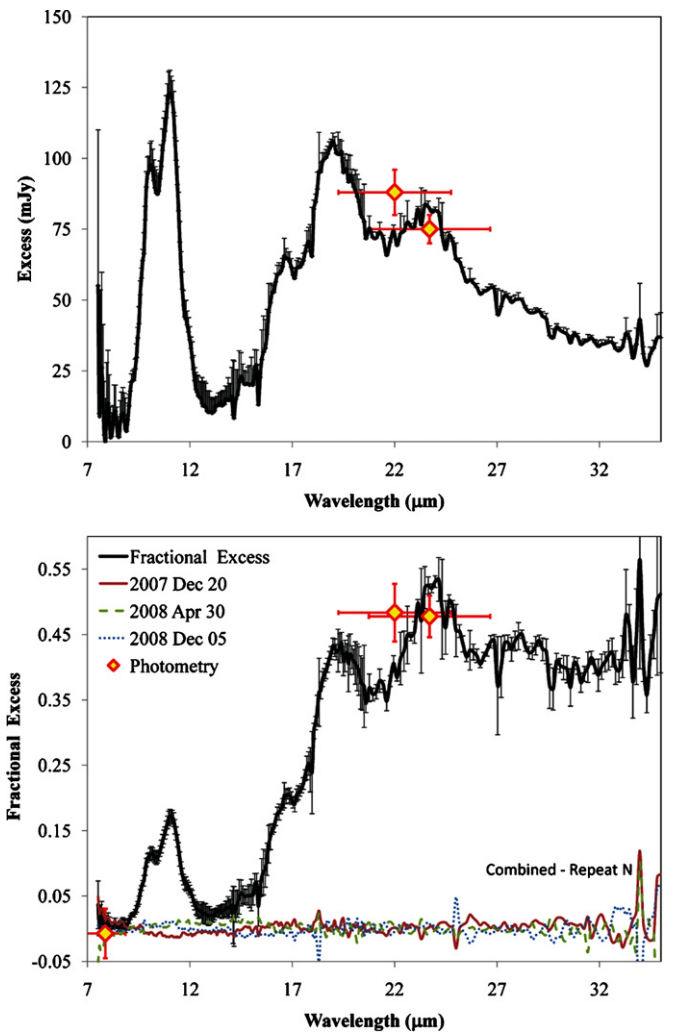 150
125
100
75
50
25
0
Excess (mJy)
7 12 17 22 27 32
Wavelength (μm)
0.55
0.45
0.35
0.25
0.15
0.05
-0.05
Fractional Excess
Fractional Excess
2007 Dec 20
2008 Apr 30
2008 Dec 05
Photometry
Combined - Repeat N
7 12 17 22 27 32
Wavelength (μm)